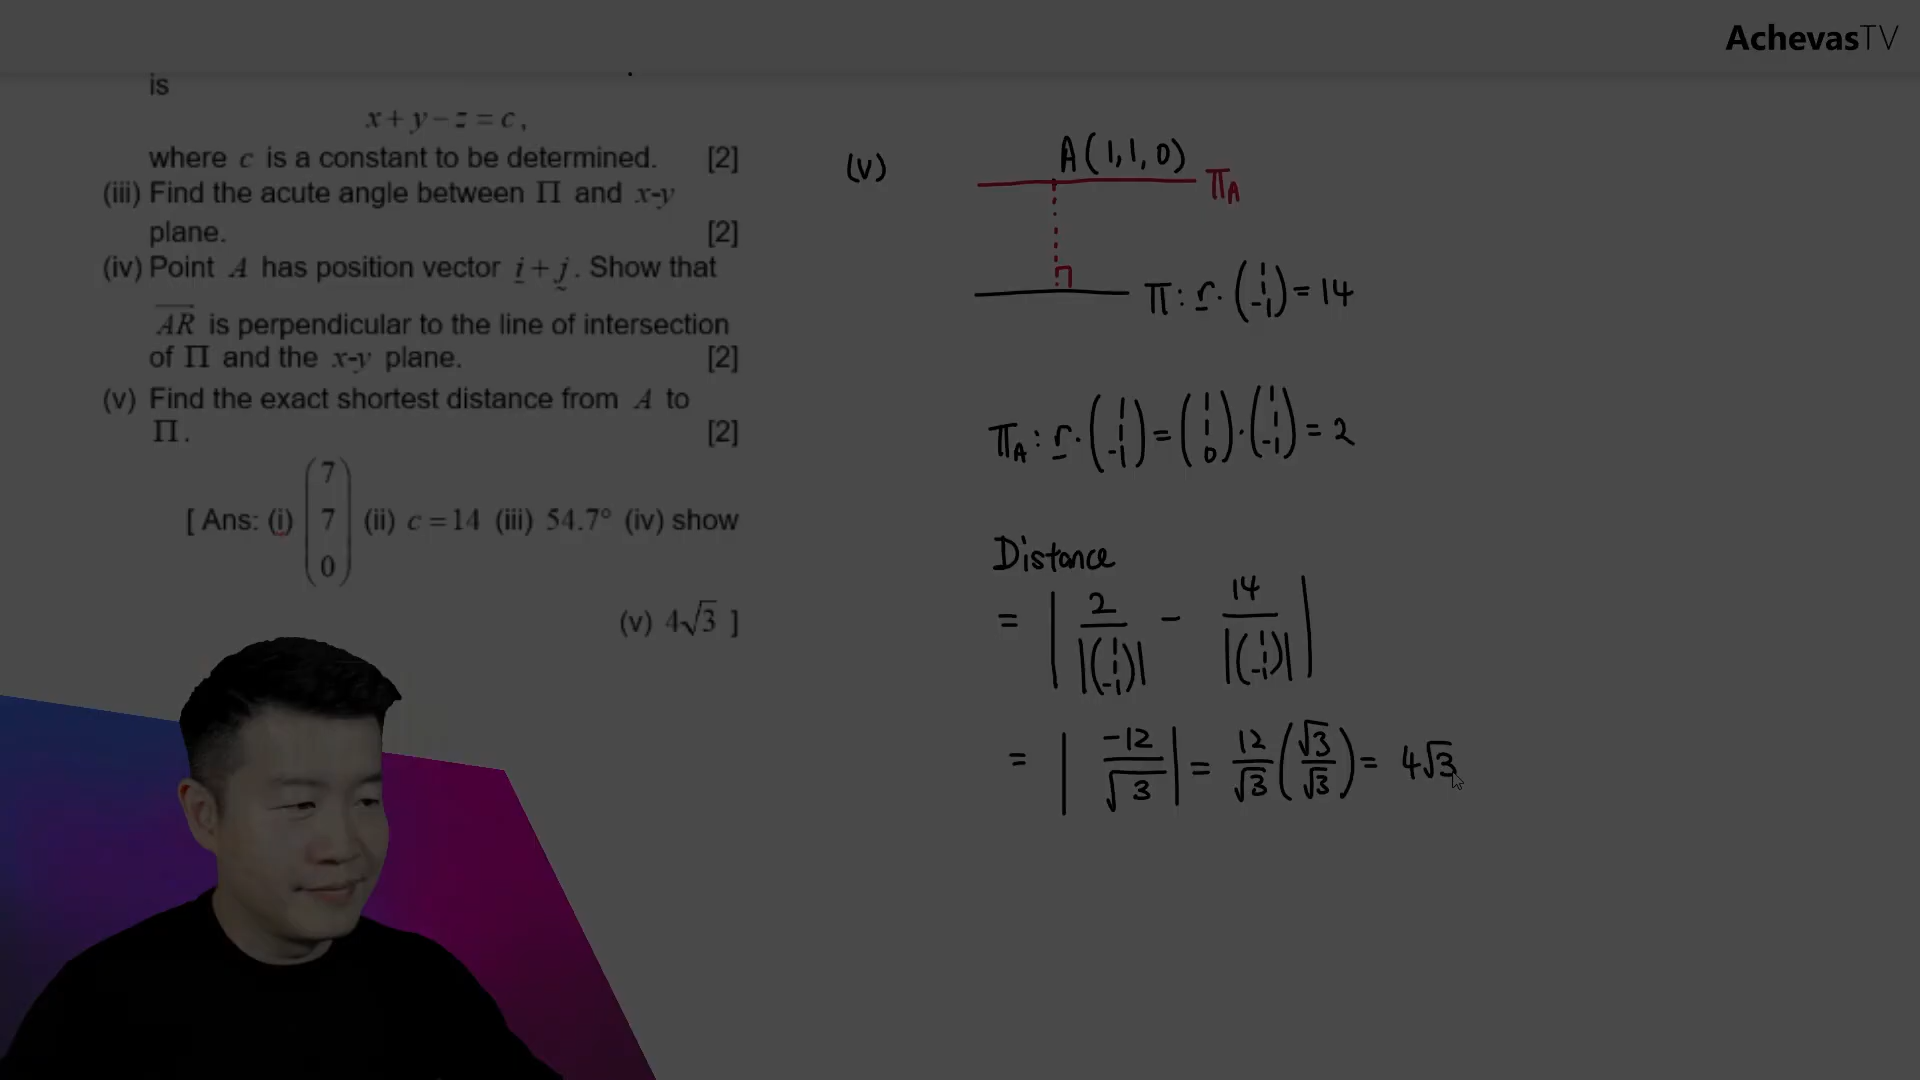 AchevasTV
is
x + y − z = c,
where c is a constant to be determined. [2]
(iii) Find the acute angle between Π and x-y
plane. [2]
(iv) Point A has position vector i + j. Show that
AR is perpendicular to the line of intersection
of Π and the x-y plane. [2]
(v) Find the exact shortest distance from A to
Π. [2]
[ Ans: (i) (7 7 0) (ii) c = 14 (iii) 54.7° (iv) show
(v) 4√3 ]
(v) A(1,1,0)
π_A
π : r · (1 1 -1) = 14
π_A : r · (1 1 -1) = (1 1 0) · (1 1 -1) = 2
Distance
= | 2/|(1 1 -1)| - 14/|(1 1 -1)| |
= | -12/√3 | = 12/√3 (√3/√3) = 4√3